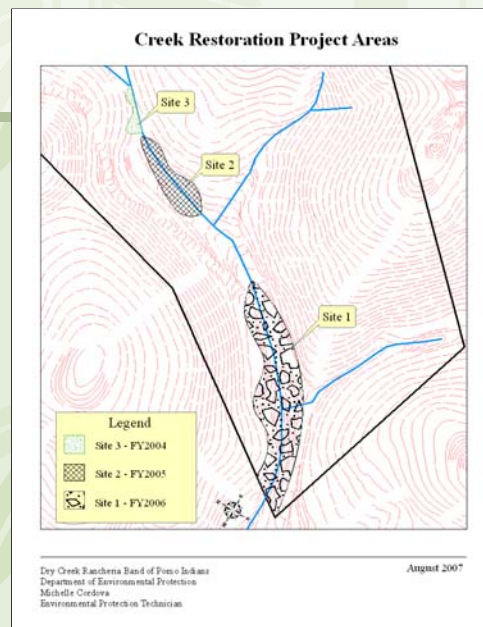 Creek Restoration Project Areas
Site 3
Site 2
Site 1
Legend
Site 3 - FY2004
Site 2 - FY2005
Site 1 - FY2006
Dry Creek Rancheria Band of Pomo Indians
Department of Environmental Protection
Michelle Cordova
Environmental Protection Technician
August 2007